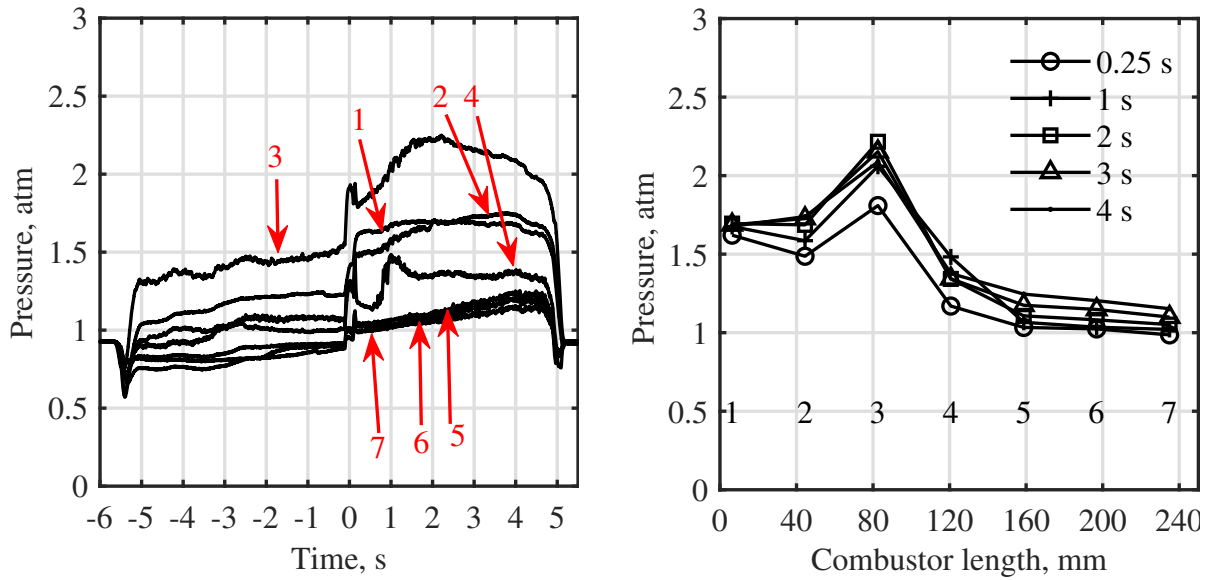 3
2.5
2
1.5
1
0.5
0
Pressure, atm
-6 -5 -4 -3 -2 -1 0 1 2 3 4 5
Time, s
1
2
4
3
7
6
5
3
2.5
2
1.5
1
0.5
0
Pressure, atm
0 40 80 120 160 200 240
Combustor length, mm
0.25 s
1 s
2 s
3 s
4 s
1 2 3 4 5 6 7